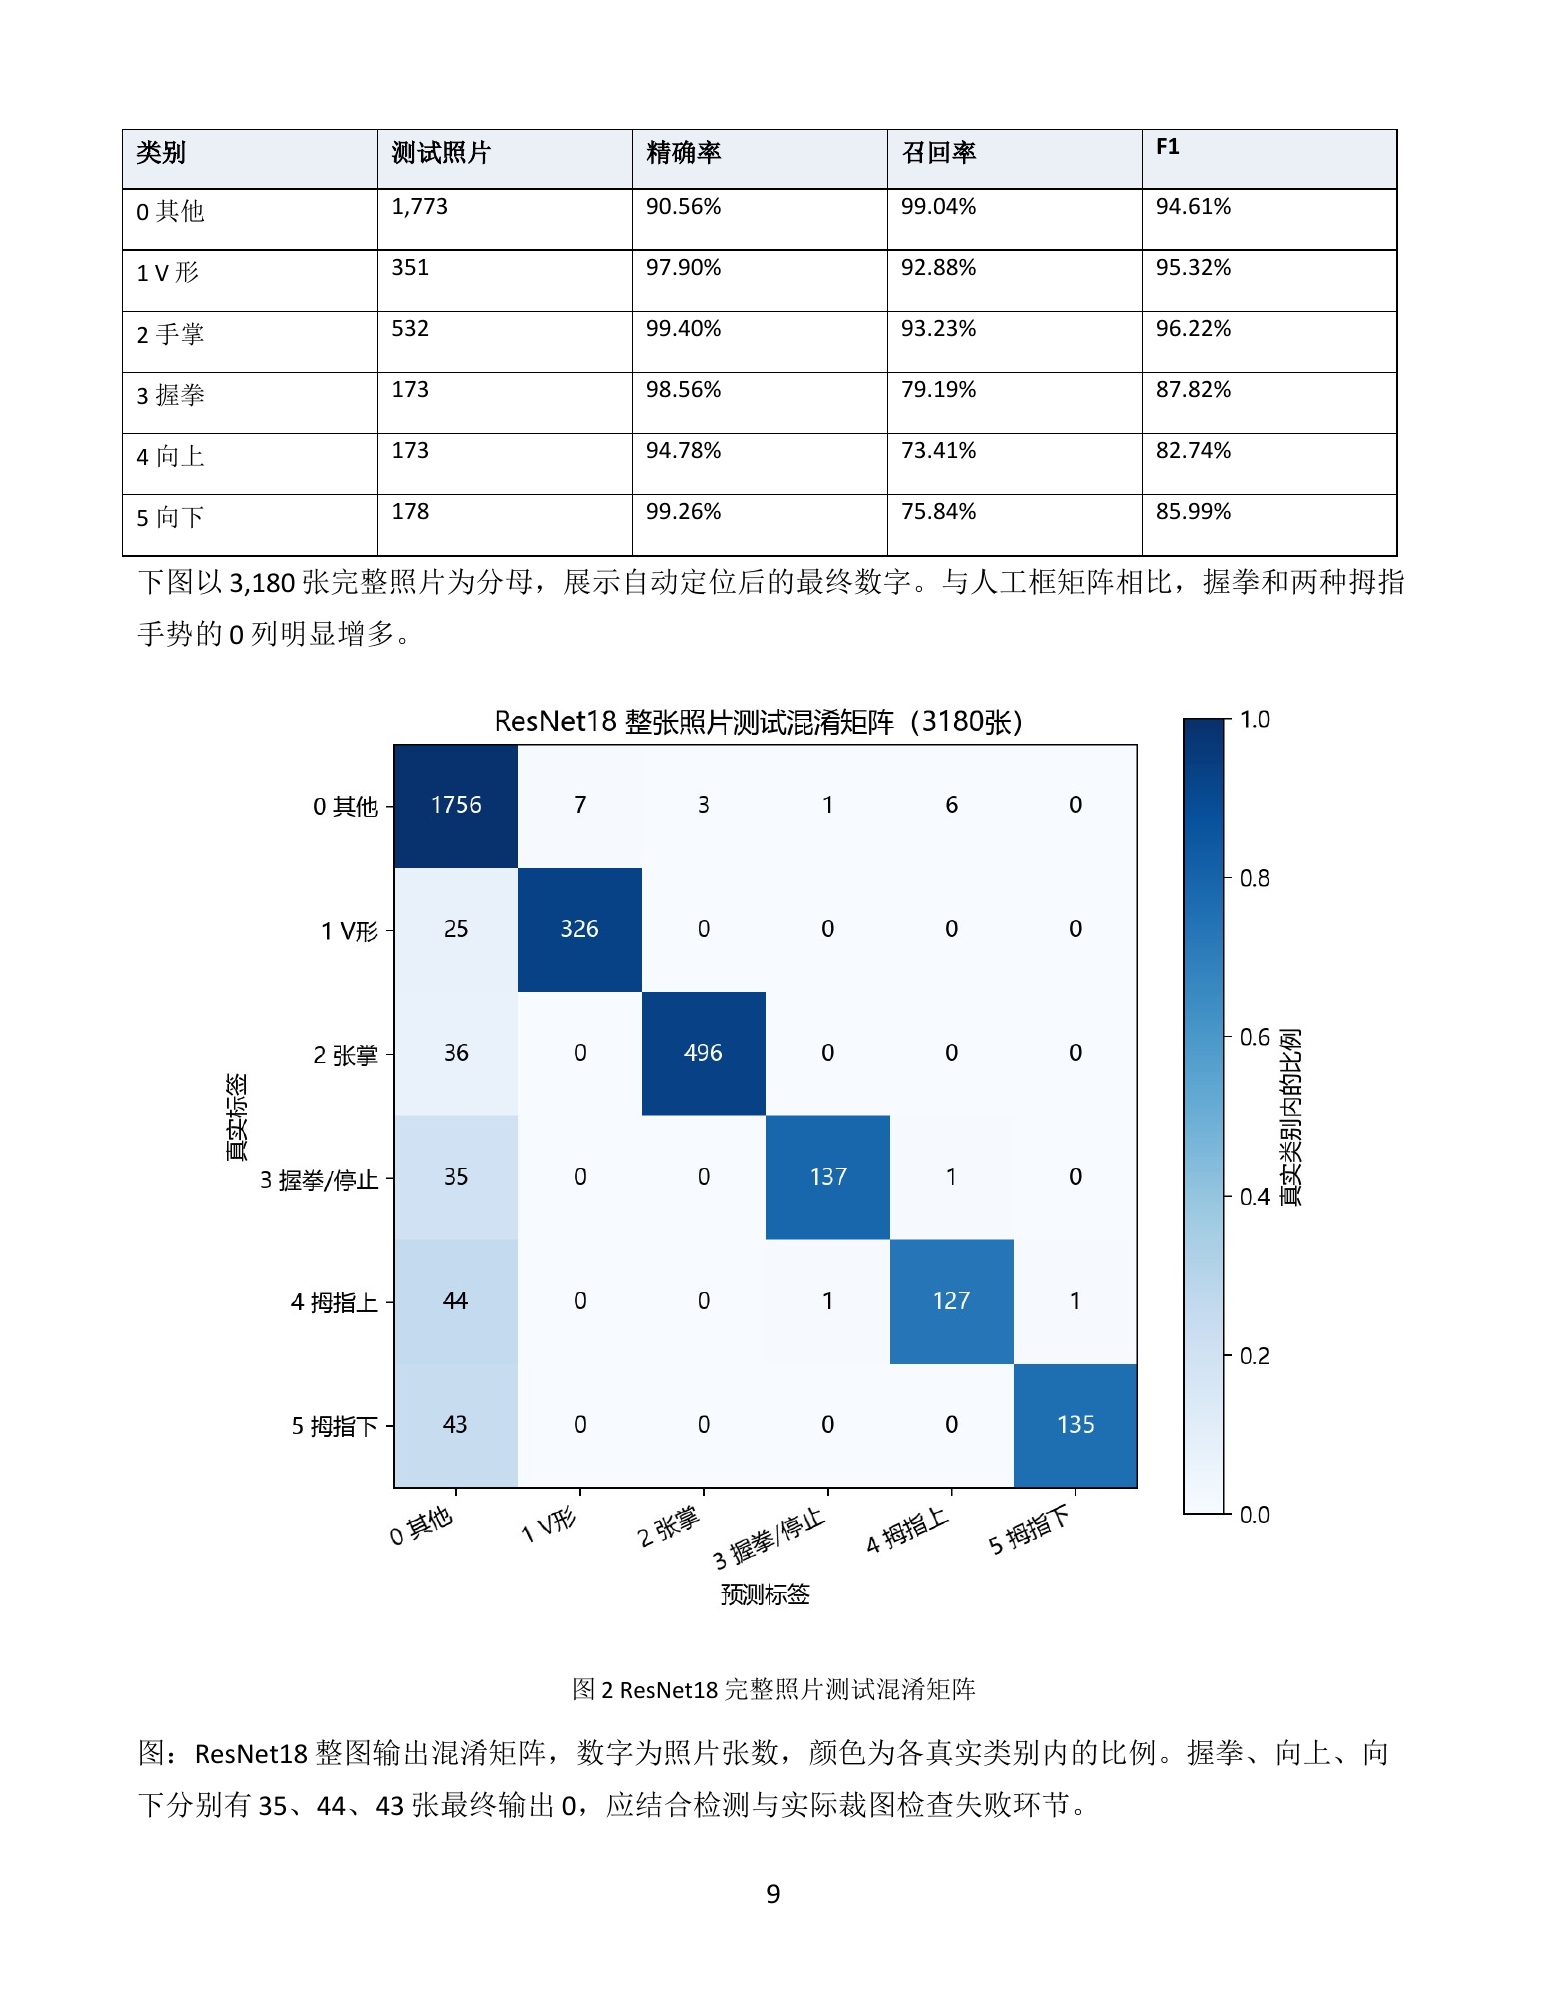 类别 测试照片 精确率 召回率 F1
0 其他 1,773 90.56% 99.04% 94.61%
1 V 形 351 97.90% 92.88% 95.32%
2 手掌 532 99.40% 93.23% 96.22%
3 握拳 173 98.56% 79.19% 87.82%
4 向上 173 94.78% 73.41% 82.74%
5 向下 178 99.26% 75.84% 85.99%
下图以 3,180 张完整照片为分母，展示自动定位后的最终数字。与人工框矩阵相比，握拳和两种拇指
手势的 0 列明显增多。
ResNet18 整张照片测试混淆矩阵（3180张）
0 其他 1756 7 3 1 6 0
1 V形 25 326 0 0 0 0
2 张掌 36 0 496 0 0 0
3 握拳/停止 35 0 0 137 1 0
4 拇指上 44 0 0 1 127 1
5 拇指下 43 0 0 0 0 135
真实标签
0 其他 1 V形 2 张掌 3 握拳/停止 4 拇指上 5 拇指下
预测标签
1.0
0.8
0.6
0.4
0.2
0.0
真实类别内的比例
图 2 ResNet18 完整照片测试混淆矩阵
图：ResNet18 整图输出混淆矩阵，数字为照片张数，颜色为各真实类别内的比例。握拳、向上、向
下分别有 35、44、43 张最终输出 0，应结合检测与实际裁图检查失败环节。
9